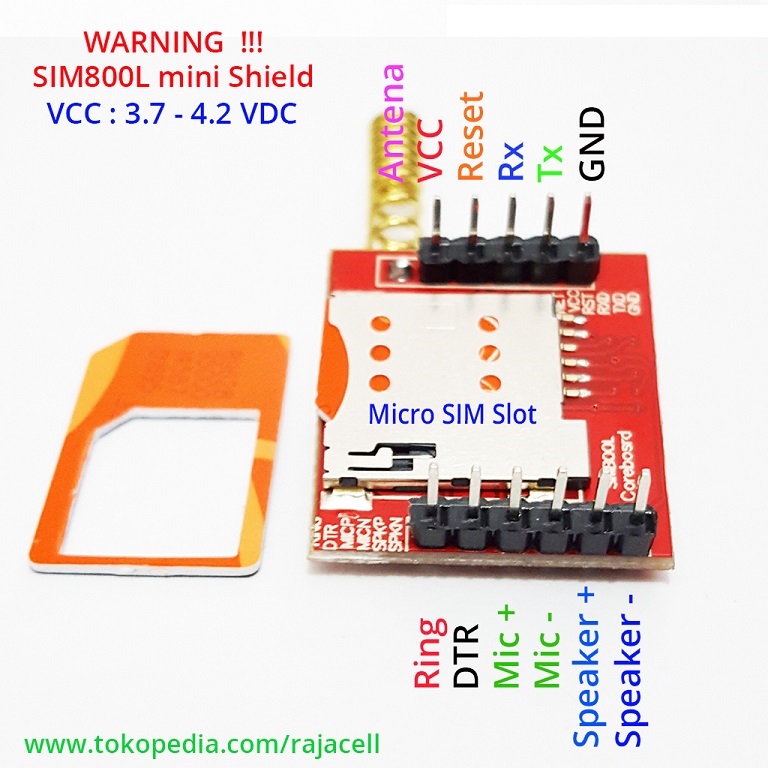 WARNING !!!
SIM800L mini Shield
VCC : 3.7 - 4.2 VDC
Antena
VCC
Reset
Rx
Tx
GND
VCC
RST
RXD
TXD
GND
Micro SIM Slot
Coreboard
DTR
MICP
MICN
SPKP
SPKN
Ring
DTR
Mic +
Mic -
Speaker +
Speaker -
www.tokopedia.com/rajacell